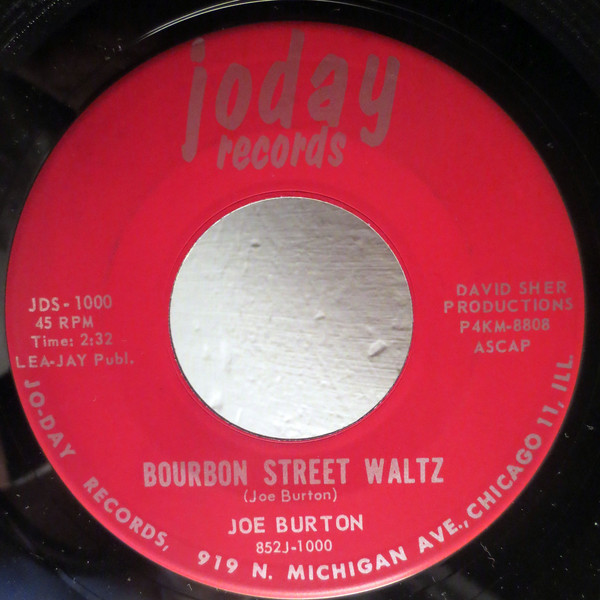 joday
records
JDS-1000
45 RPM
Time: 2:32
LEA-JAY Publ.
DAVID SHER
PRODUCTIONS
P4KM-8808
ASCAP
BOURBON STREET WALTZ
(Joe Burton)
JOE BURTON
852J-1000
JO-DAY RECORDS, 919 N. MICHIGAN AVE., CHICAGO 11, ILL.